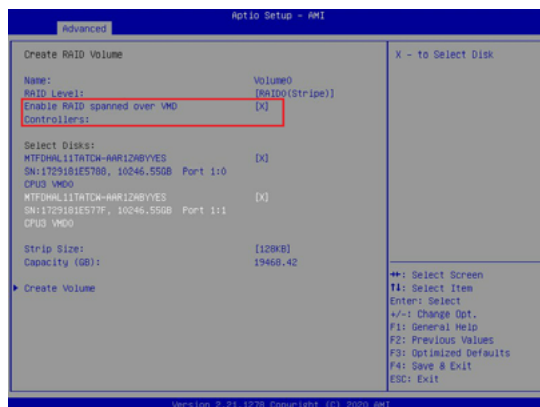 Aptio Setup - AMI
Advanced
Create RAID Volume
Name: Volume0
RAID Level: [RAID0(Stripe)]
Enable RAID spanned over VMD [X]
Controllers:
Select Disks:
MTFDHAL11TATCW-AAR1ZABYYES [X]
SN:1729181E5788, 10246.55GB Port 1:0
CPU3 VMD0
MTFDHAL11TATCW-AAR1ZABYYES [X]
SN:1729181E577F, 10246.55GB Port 1:1
CPU3 VMD0
Strip Size: [128KB]
Capacity (GB): 19468.42
Create Volume
X - to Select Disk
: Select Screen
: Select Item
Enter: Select
+/-: Change Opt.
F1: General Help
F2: Previous Values
F3: Optimized Defaults
F4: Save & Exit
ESC: Exit
Version 2.21.1278 Copyright (C) 2020 AMI